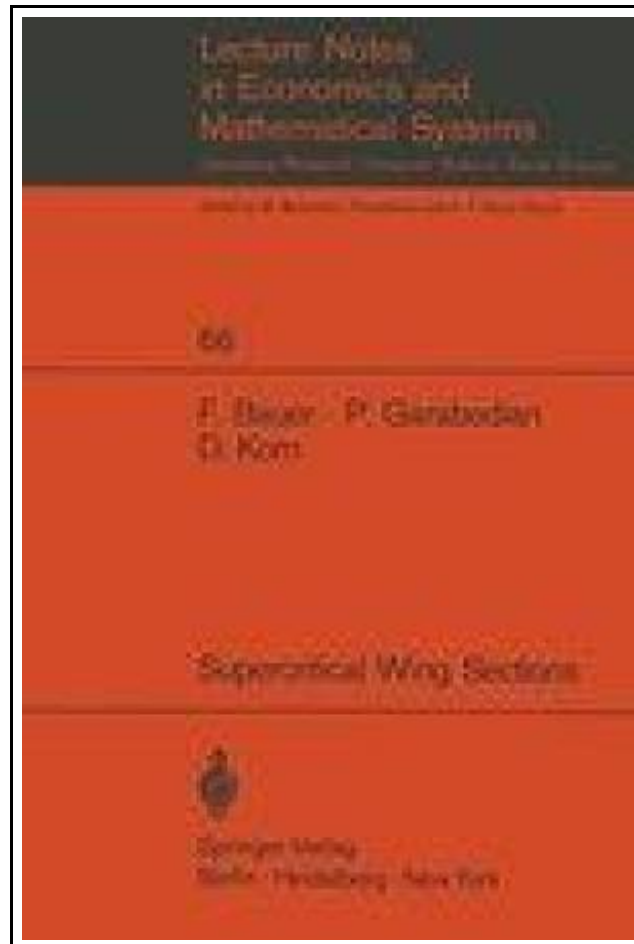 Lecture Notes
in Economics and
Mathematical Systems
66
F. Bauer · P. Garabedian
D. Korn
Supercritical Wing Sections
Springer-Verlag
Berlin · Heidelberg · New York